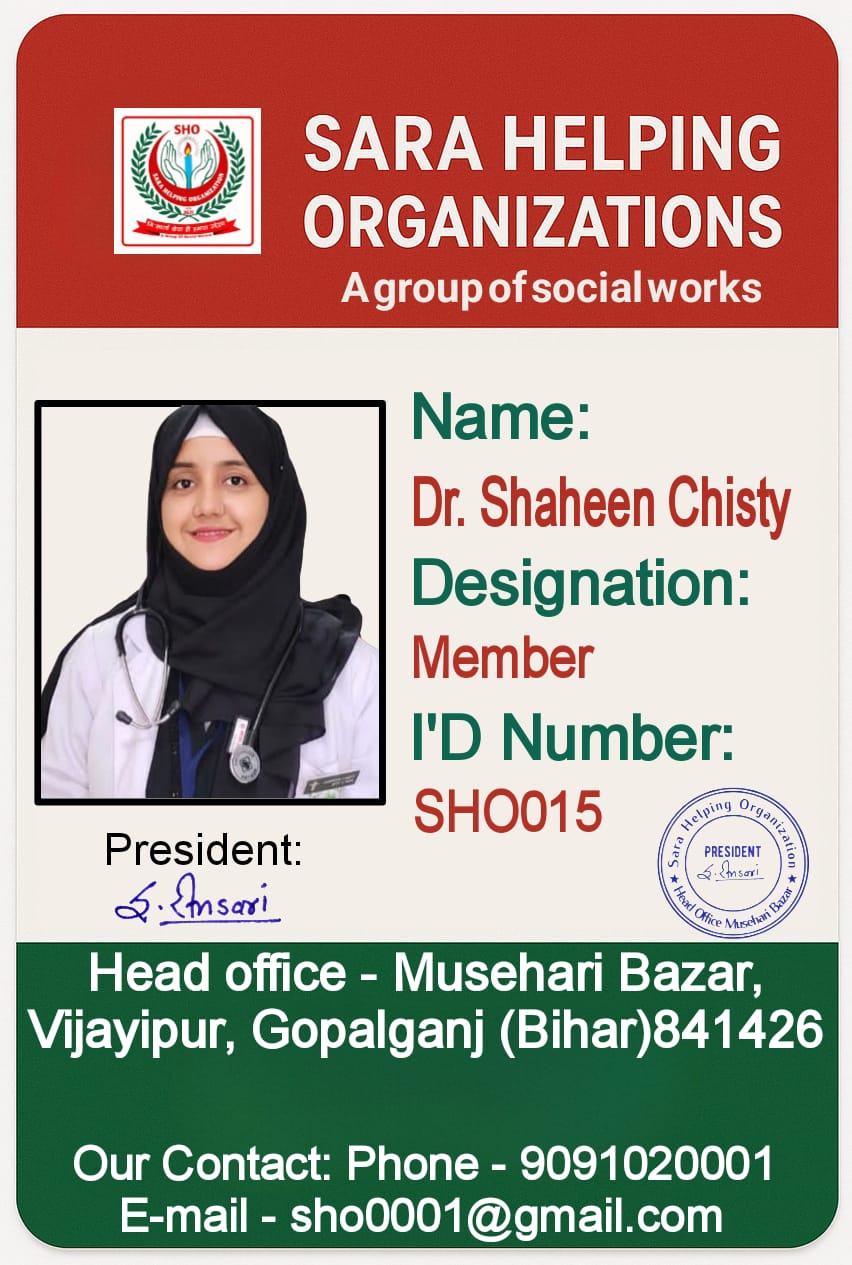 SHO
SARA HELPING ORGANIZATION
नि स्वार्थ सेवा ही हमारा उद्देश्य
SARA HELPING
ORGANIZATIONS
A group of social works
Name:
Dr. Shaheen Chisty
Designation:
Member
I'D Number:
SHO015
President:
S. Ansari
Sara Helping Organization
PRESIDENT
S. Ansari
★ Head Office Musehari Bazar ★
Head office - Musehari Bazar,
Vijayipur, Gopalganj (Bihar)841426
Our Contact: Phone - 9091020001
E-mail - sho0001@gmail.com